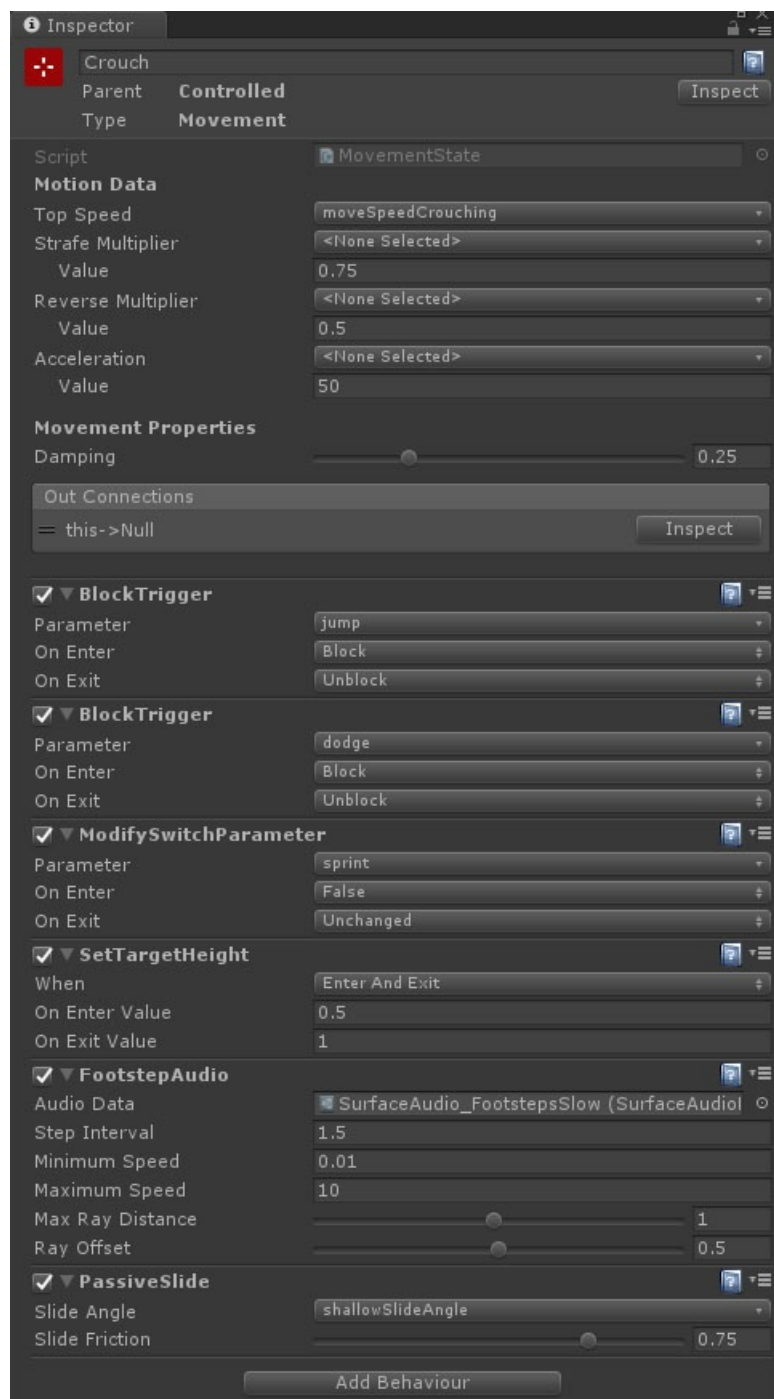 Inspector
Crouch
Parent Controlled Inspect
Type Movement
Script MovementState
Motion Data
Top Speed moveSpeedCrouching
Strafe Multiplier <None Selected>
Value 0.75
Reverse Multiplier <None Selected>
Value 0.5
Acceleration <None Selected>
Value 50
Movement Properties
Damping 0.25
Out Connections
= this->Null Inspect
BlockTrigger
Parameter jump
On Enter Block
On Exit Unblock
BlockTrigger
Parameter dodge
On Enter Block
On Exit Unblock
ModifySwitchParameter
Parameter sprint
On Enter False
On Exit Unchanged
SetTargetHeight
When Enter And Exit
On Enter Value 0.5
On Exit Value 1
FootstepAudio
Audio Data SurfaceAudio_FootstepsSlow (SurfaceAudioI
Step Interval 1.5
Minimum Speed 0.01
Maximum Speed 10
Max Ray Distance 1
Ray Offset 0.5
PassiveSlide
Slide Angle shallowSlideAngle
Slide Friction 0.75
Add Behaviour